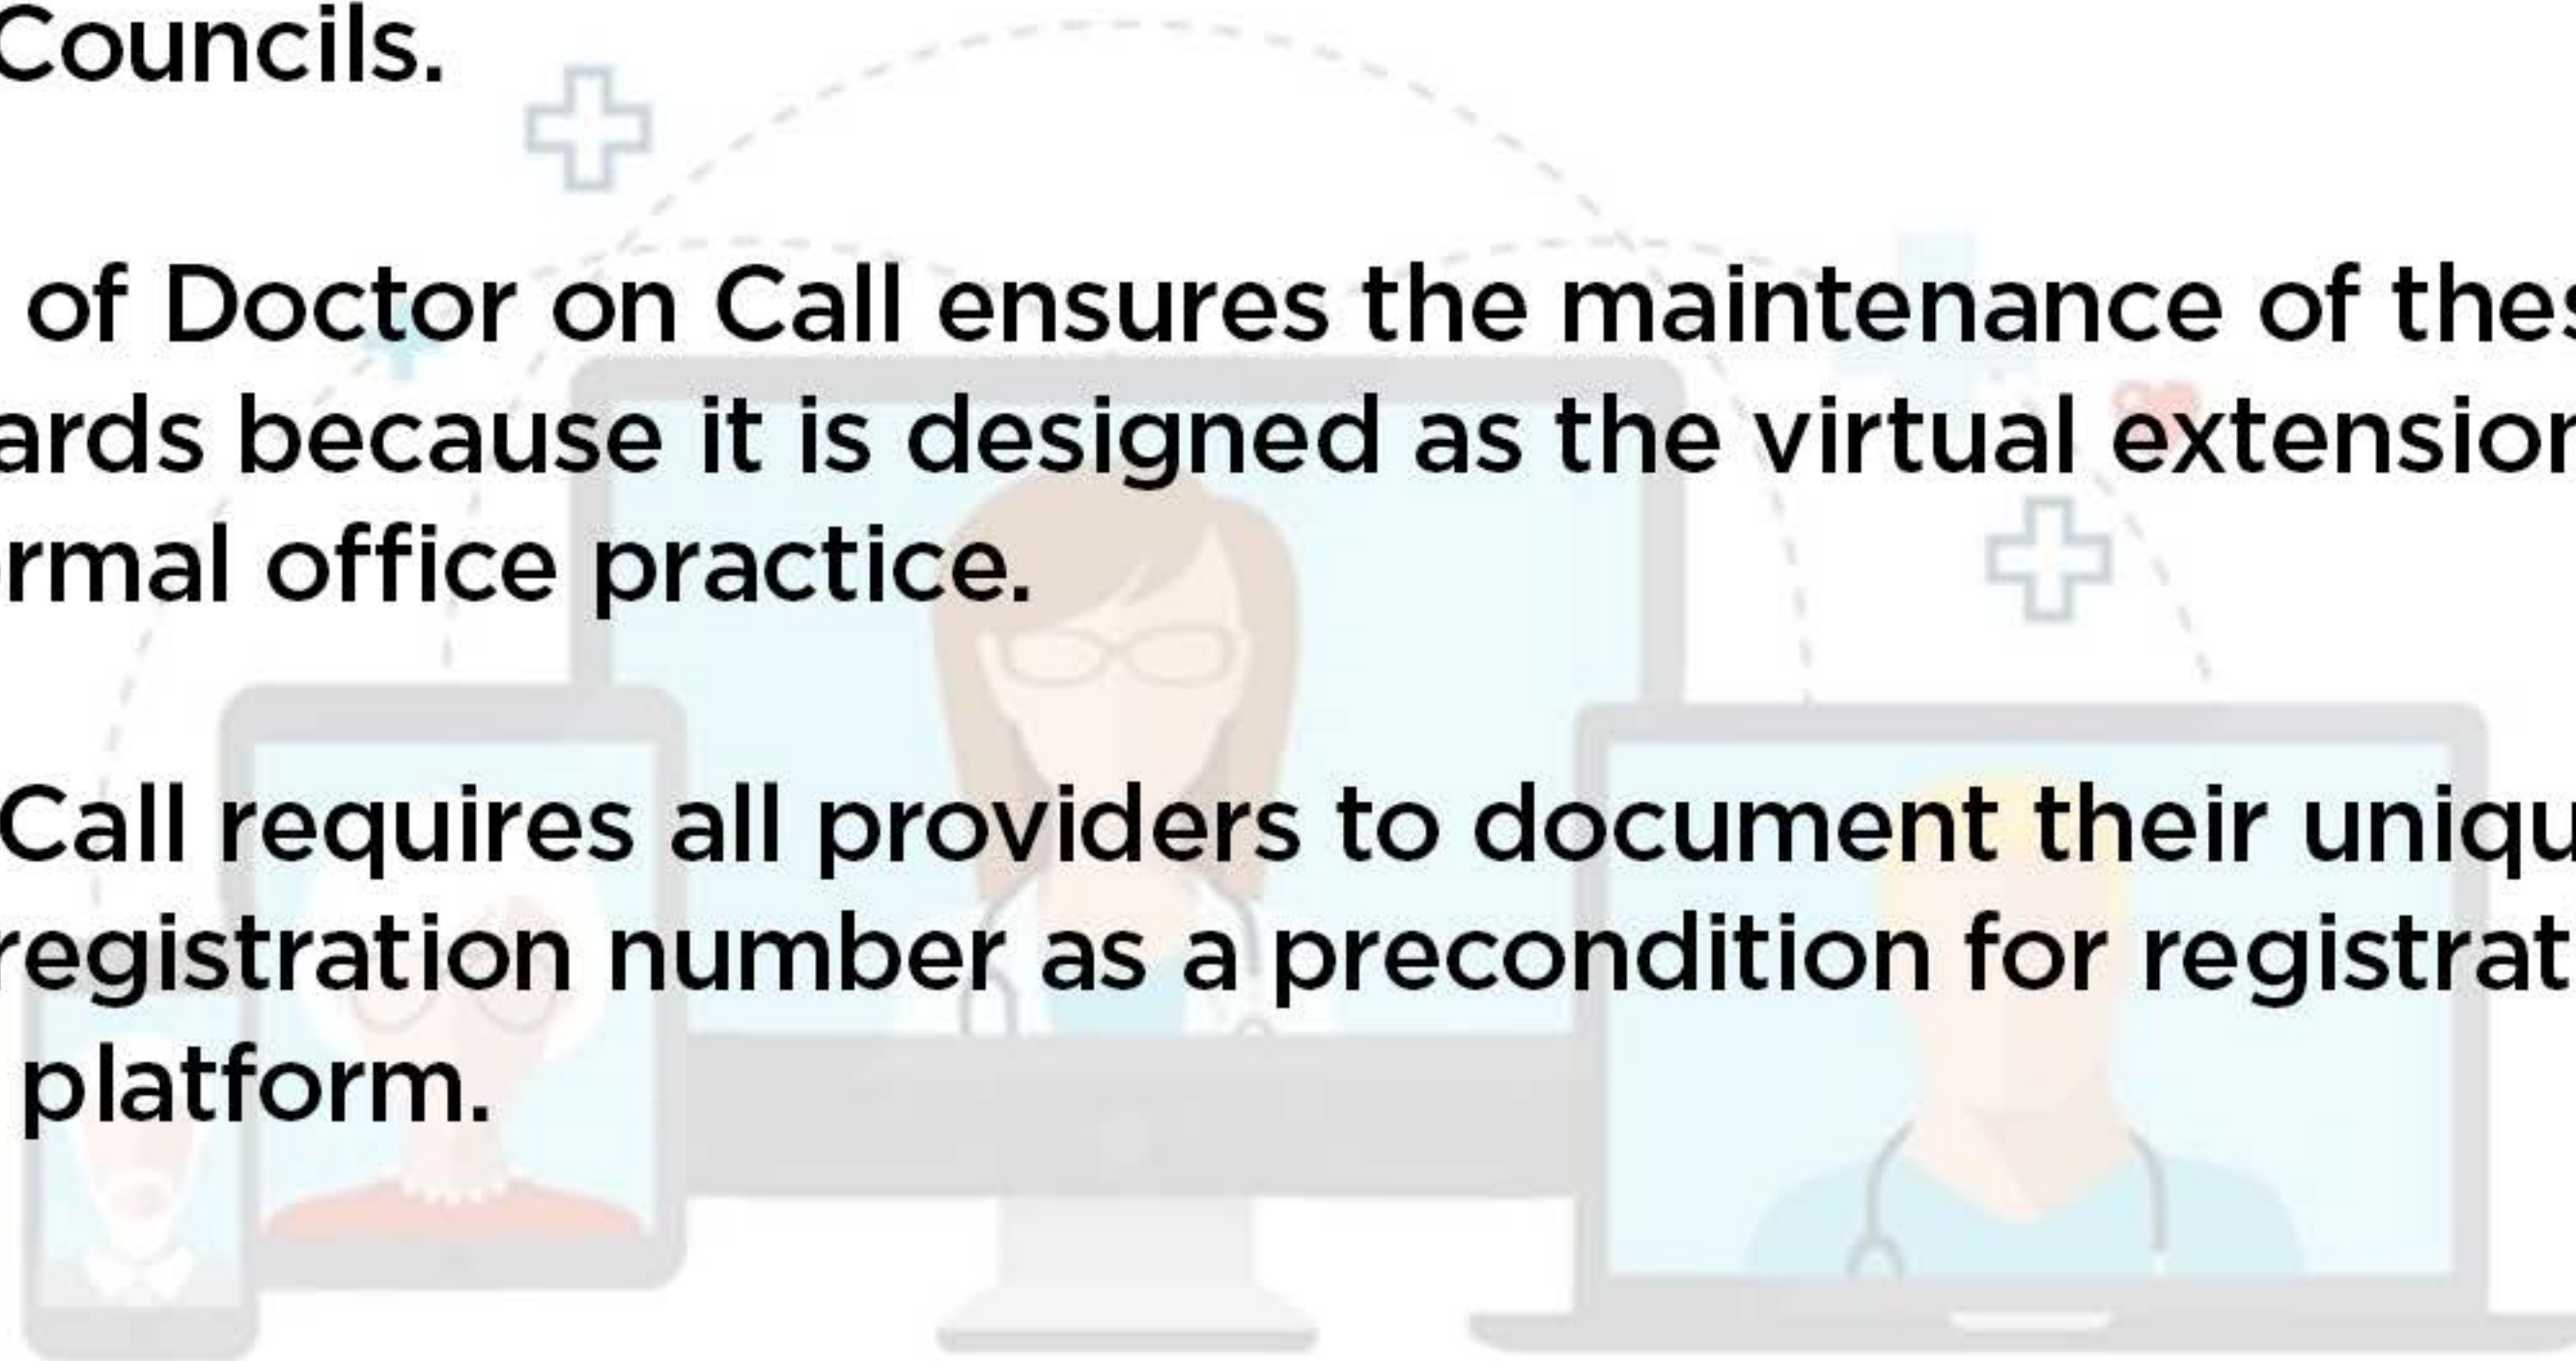 Councils.
of Doctor on Call ensures the maintenance of thes
ards because it is designed as the virtual extension
rmal office practice.
Call requires all providers to document their uniqu
registration number as a precondition for registrat
platform.